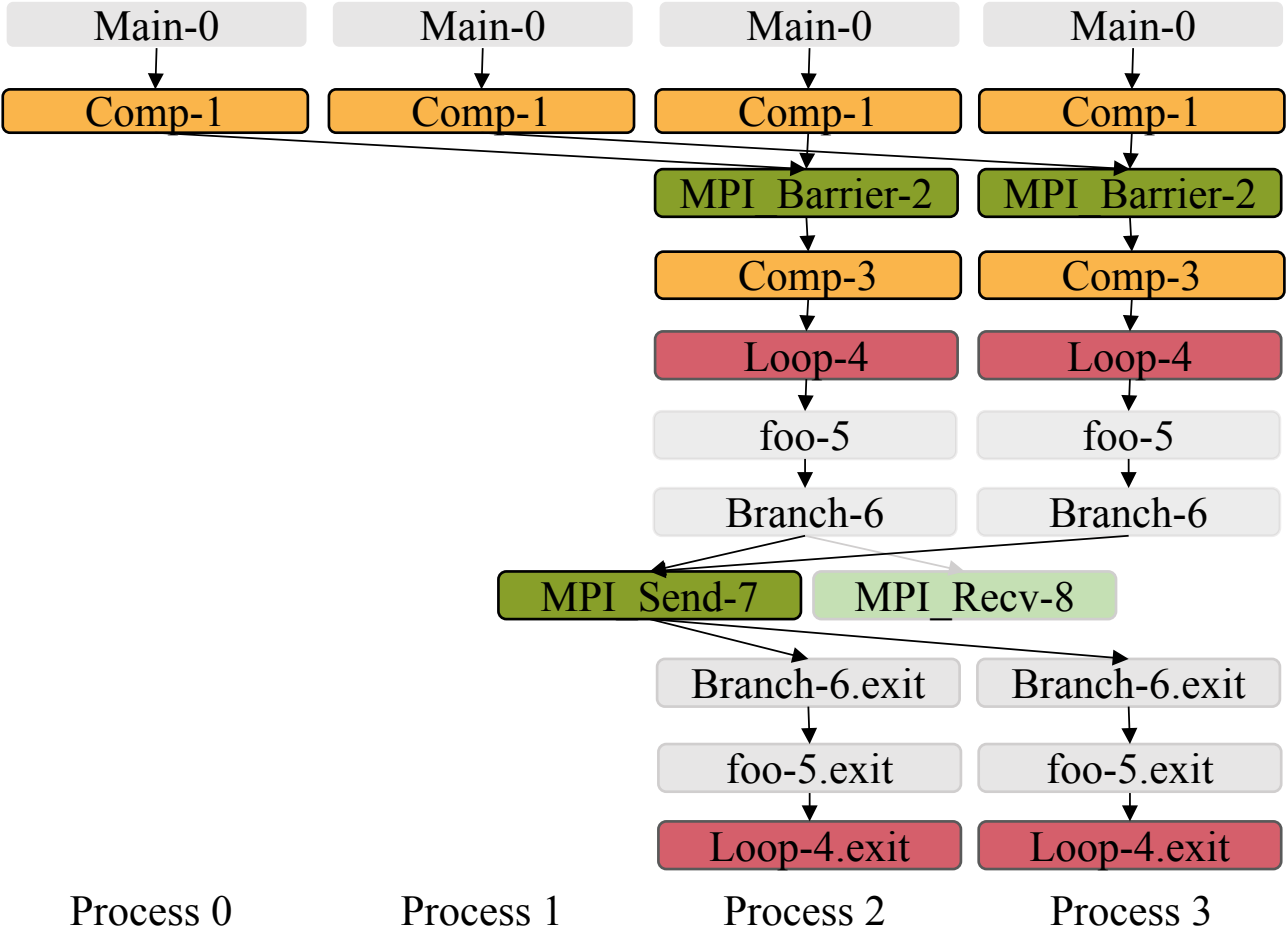 Main-0 Main-0 Main-0 Main-0
Comp-1 Comp-1 Comp-1 Comp-1
MPI_Barrier-2 MPI_Barrier-2
Comp-3 Comp-3
Loop-4 Loop-4
foo-5 foo-5
Branch-6 Branch-6
MPI_Send-7 MPI_Recv-8
Branch-6.exit Branch-6.exit
foo-5.exit foo-5.exit
Loop-4.exit Loop-4.exit
Process 0 Process 1 Process 2 Process 3